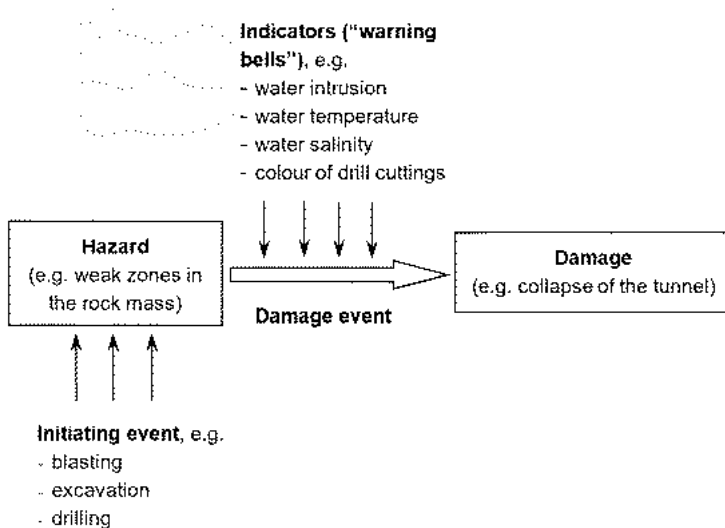 Indicators (“warning
bells”), e.g.
- water intrusion
- water temperature
- water salinity
- colour of drill cuttings
Hazard
(e.g. weak zones in
the rock mass)
Damage event
Damage
(e.g. collapse of the tunnel)
Initiating event, e.g.
- blasting
- excavation
- drilling